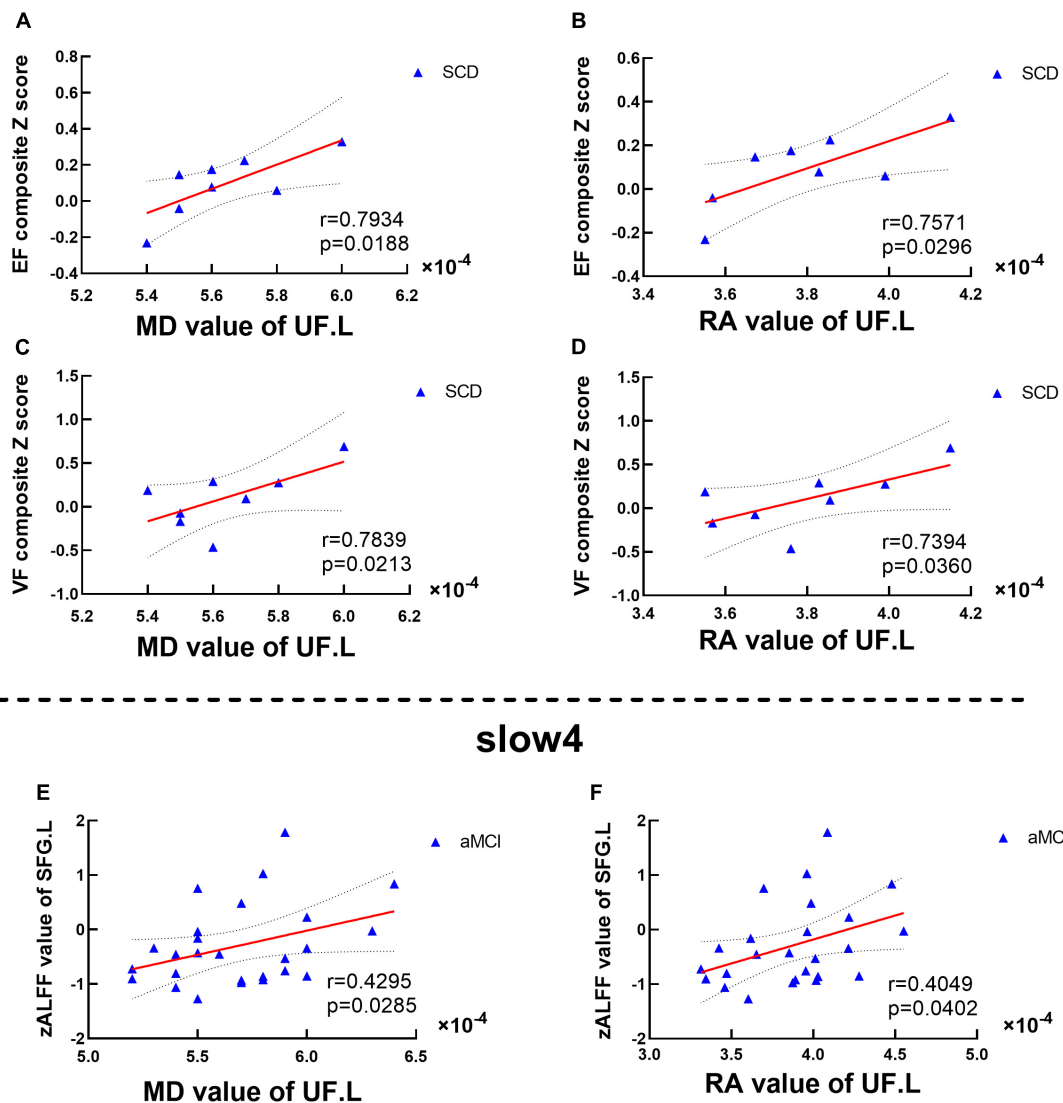 A
EF composite Z score
0.8
0.6
0.4
0.2
0.0
-0.2
-0.4
5.2 5.4 5.6 5.8 6.0 6.2
SCD
r=0.7934
p=0.0188
×10-4
MD value of UF.L
B
EF composite Z score
0.6
0.4
0.2
0.0
-0.2
-0.4
3.4 3.6 3.8 4.0 4.2
SCD
r=0.7571
p=0.0296
×10-4
RA value of UF.L
C
VF composite Z score
1.5
1.0
0.5
0.0
-0.5
-1.0
5.2 5.4 5.6 5.8 6.0 6.2
SCD
r=0.7839
p=0.0213
×10-4
MD value of UF.L
D
VF composite Z score
1.5
1.0
0.5
0.0
-0.5
-1.0
3.4 3.6 3.8 4.0 4.2
SCD
r=0.7394
p=0.0360
×10-4
RA value of UF.L
slow4
E
zALFF value of SFG.L
2
1
0
-1
-2
5.0 5.5 6.0 6.5
aMCI
r=0.4295
p=0.0285
×10-4
MD value of UF.L
F
zALFF value of SFG.L
2
1
0
-1
-2
3.0 3.5 4.0 4.5 5.0
aMC
r=0.4049
p=0.0402
×10-4
RA value of UF.L